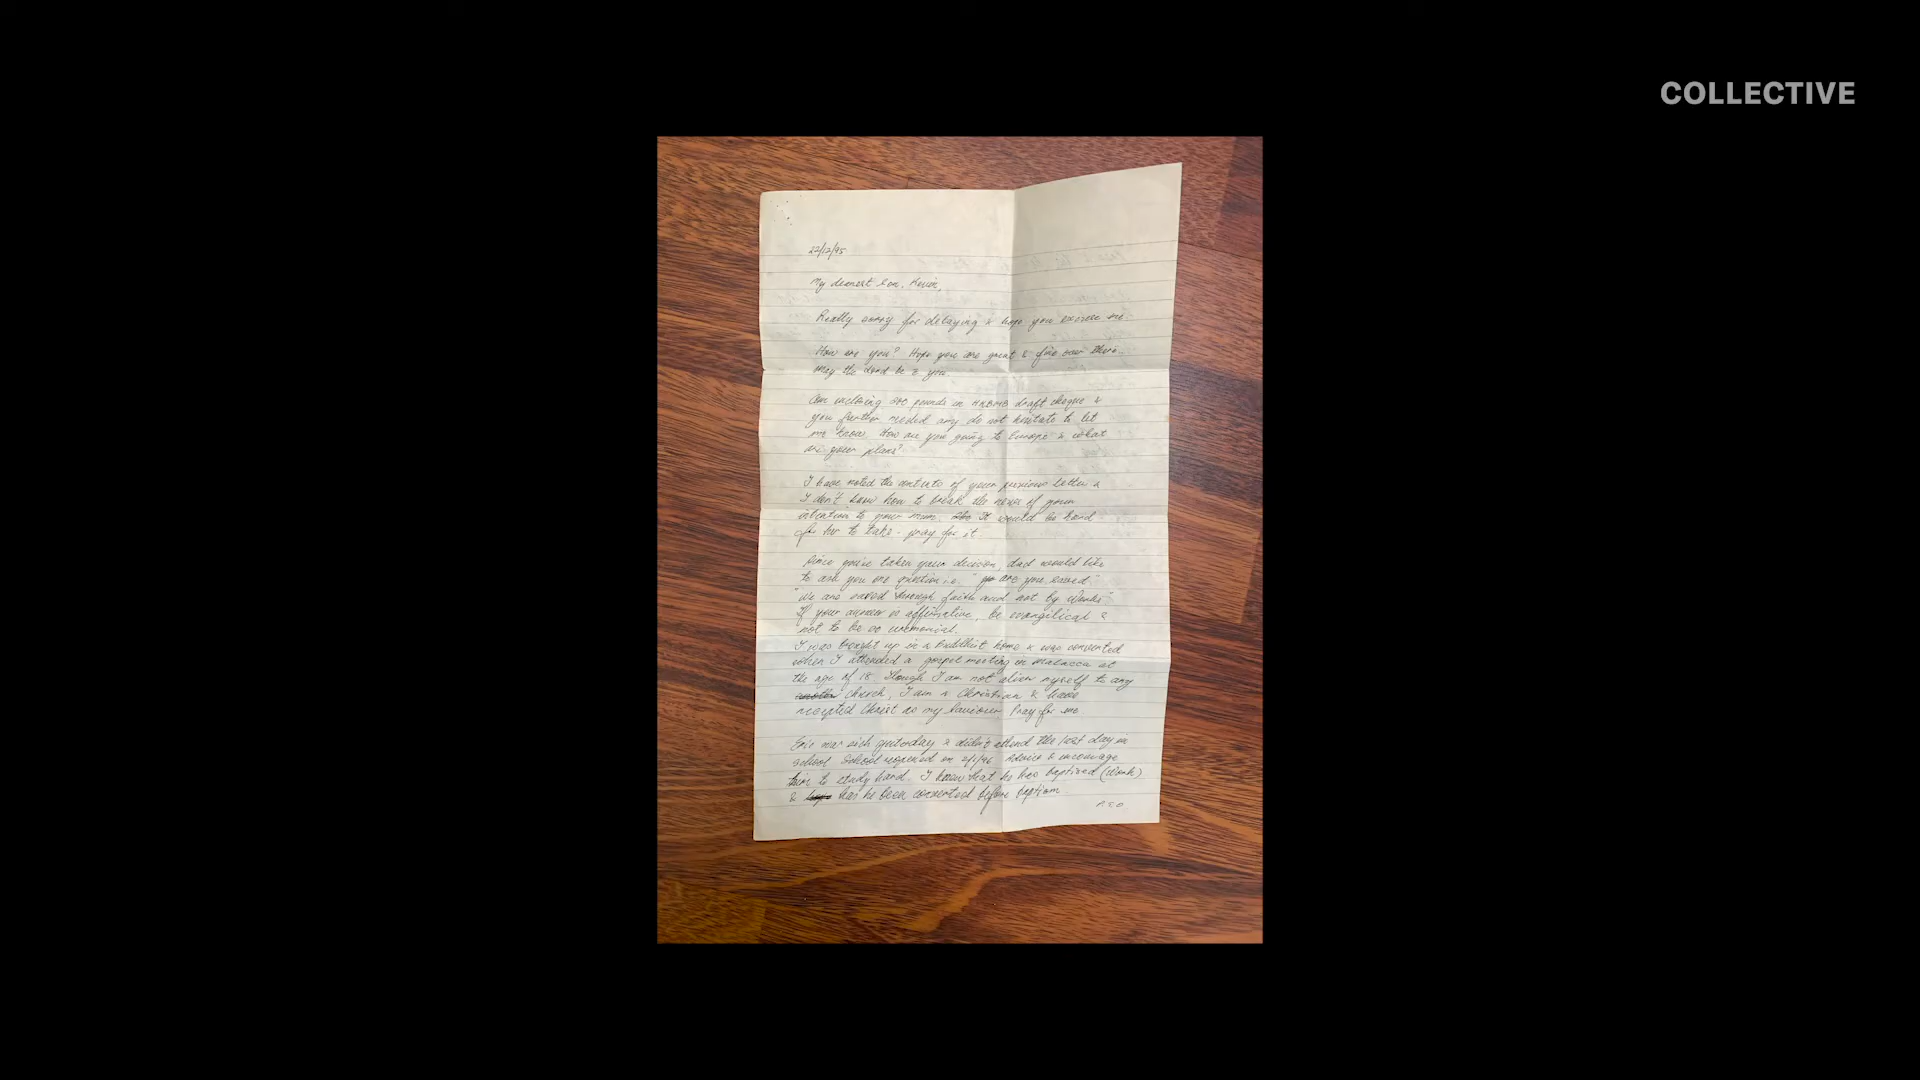 COLLECTIVE
22/12/95
My dearest Son, Kevin,
Really sorry for delaying & hope you excuse me.
How are you? Hope you are great & fine over there.
May the Lord be c you.
Am enclosing 200 pounds in draft cheque &
you further needed any do not hesitate to let
me know. How are you going to Europe & what
are your plans?
I have noted the contents of your previous letter &
I don't know how to break the news of your
intention to your mum. It would be hard
for her to take - pray for it.
Since you've taken your decision, dad would like
to ask you one question i.e. " are you saved"
"We are saved through faith and not by Works"
If your answer is affirmative, be evangilical &
not to be so ceremonial.
I was brought up in a Buddhist home & was converted
when I attended a gospel meeting in Malacca at
the age of 18. Though I am not alien myself to any
church, I am a Christian & have
accepted Christ as my Saviour. Pray for me
Eric was sick yesterday & didn't attend the last day in
school. School reopened on 2/1/96. Advice & encourage
him to study hard. I knew that he has baptised (Work)
& has he been converted before baptism.
P.T.O